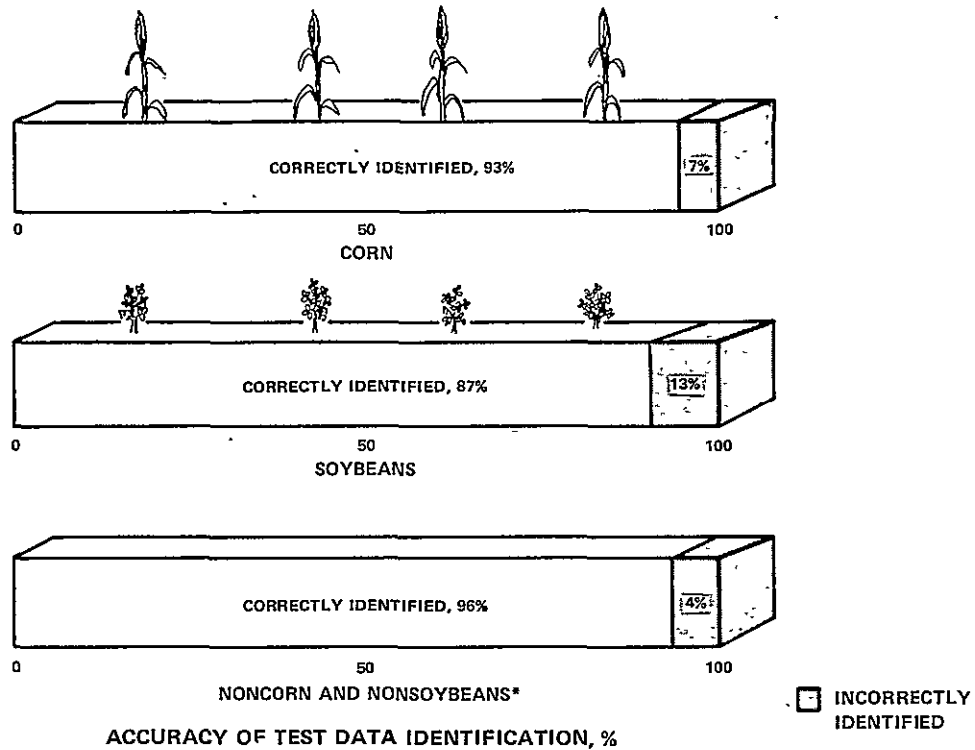 CORRECTLY IDENTIFIED, 93%
7%
0 50 100
CORN
CORRECTLY IDENTIFIED, 87%
13%
0 50 100
SOYBEANS
CORRECTLY IDENTIFIED, 96%
4%
0 50 100
NONCORN AND NONSOYBEANS*
INCORRECTLY
IDENTIFIED
ACCURACY OF TEST DATA IDENTIFICATION, %